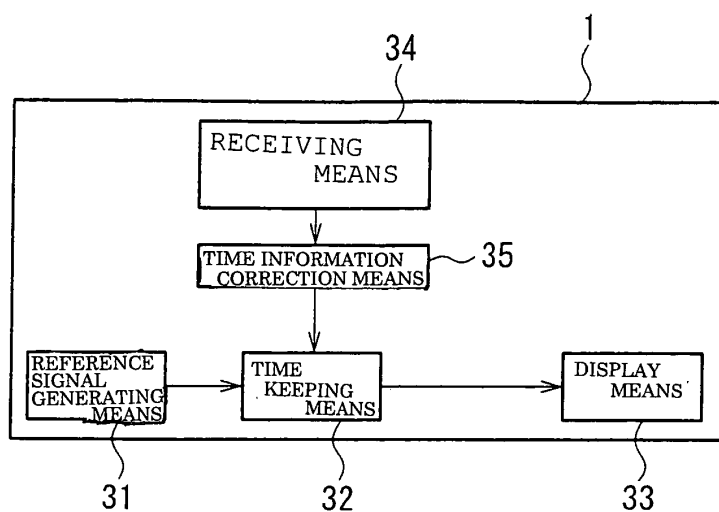 1
34
RECEIVING
MEANS
TIME INFORMATION
CORRECTION MEANS
35
REFERENCE
SIGNAL
GENERATING
MEANS
TIME
KEEPING
MEANS
DISPLAY
MEANS
31
32
33